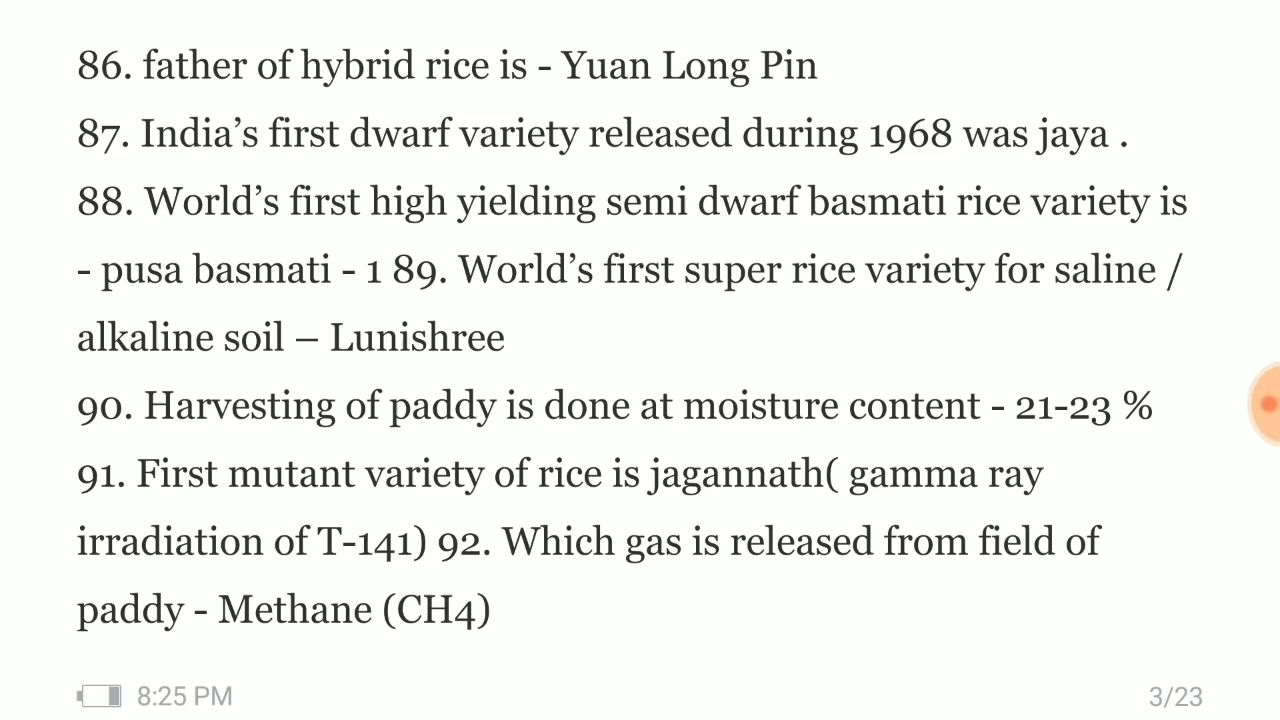 86. father of hybrid rice is - Yuan Long Pin
87. India’s first dwarf variety released during 1968 was jaya .
88. World’s first high yielding semi dwarf basmati rice variety is
- pusa basmati - 1 89. World’s first super rice variety for saline /
alkaline soil – Lunishree
90. Harvesting of paddy is done at moisture content - 21-23 %
91. First mutant variety of rice is jagannath( gamma ray
irradiation of T-141) 92. Which gas is released from field of
paddy - Methane (CH4)
8:25 PM 3/23